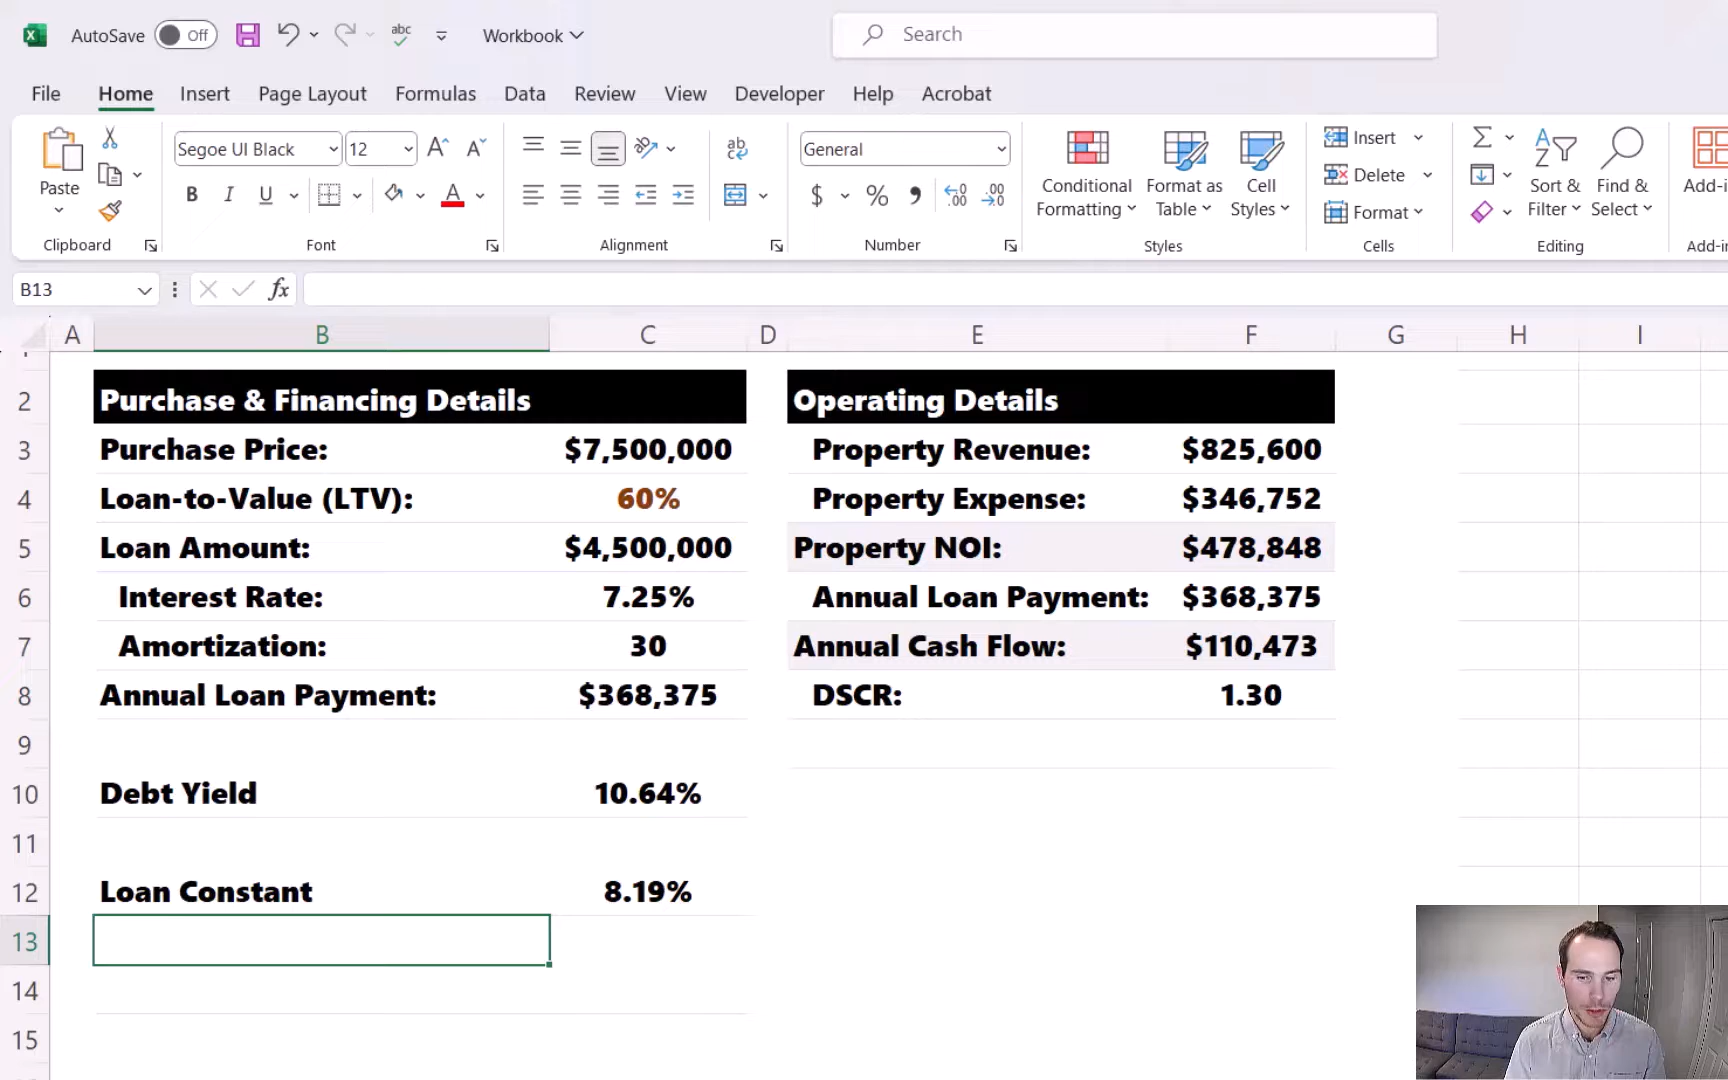 AutoSave Off abc Workbook Search
File Home Insert Page Layout Formulas Data Review View Developer Help Acrobat
Paste
Segoe UI Black 12
B I U A
ab
General
$ % ,
Conditional Formatting
Format as Table
Cell Styles
Insert
Delete
Format
Sort & Filter
Find & Select
Add-i
Clipboard Font Alignment Number Styles Cells Editing Add-i
B13 fx
A B C D E F G H I
2 Purchase & Financing Details Operating Details
3 Purchase Price: $7,500,000 Property Revenue: $825,600
4 Loan-to-Value (LTV): 60% Property Expense: $346,752
5 Loan Amount: $4,500,000 Property NOI: $478,848
6 Interest Rate: 7.25% Annual Loan Payment: $368,375
7 Amortization: 30 Annual Cash Flow: $110,473
8 Annual Loan Payment: $368,375 DSCR: 1.30
9
10 Debt Yield 10.64%
11
12 Loan Constant 8.19%
13
14
15